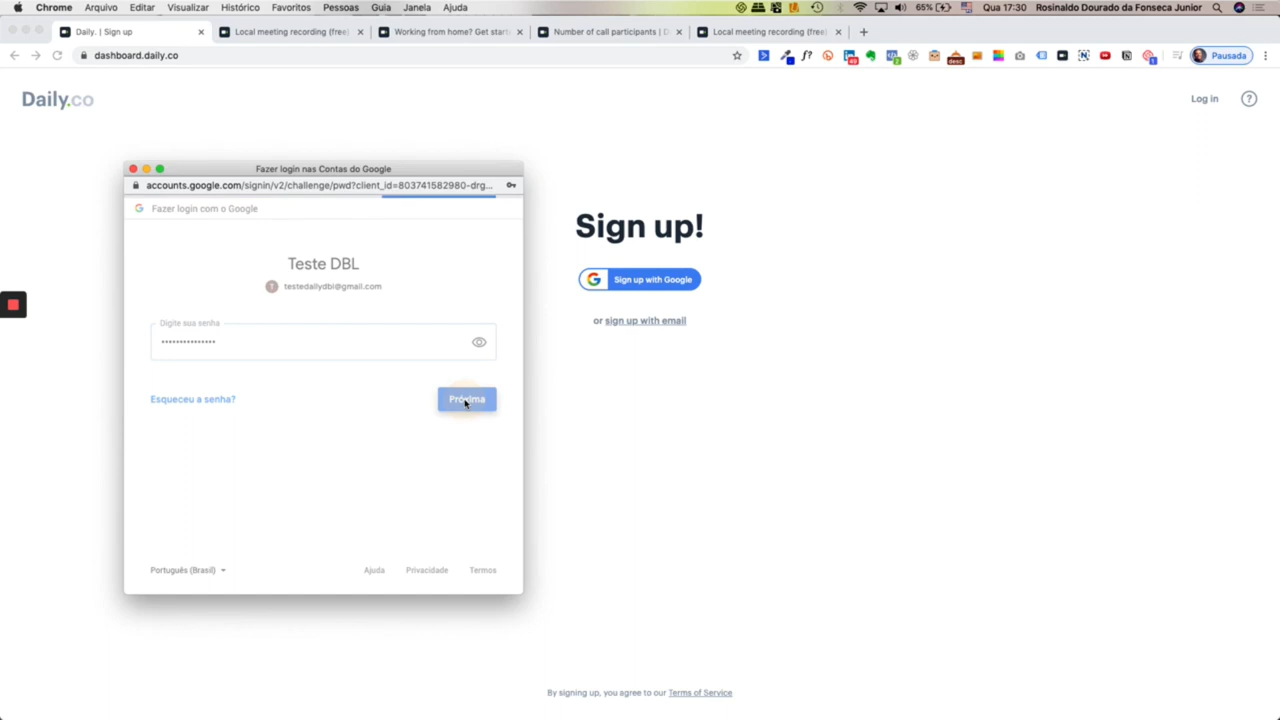 Chrome Arquivo Editar Visualizar Histórico Favoritos Pessoas Guia Janela Ajuda 65% Qua 17:30 Rosinaldo Dourado da Fonseca Junior
Daily. | Sign up
Local meeting recording (free
Working from home? Get start
Number of call participants | D
Local meeting recording (free
dashboard.daily.co
f?
desc
Pausada
Daily.co
Log in
Fazer login nas Contas do Google
accounts.google.com/signin/v2/challenge/pwd?client_id=803741582980-drg...
Fazer login com o Google
Teste DBL
T testedailydbl@gmail.com
Digite sua senha
Esqueceu a senha?
Próxima
Português (Brasil)
Ajuda Privacidade Termos
Sign up!
Sign up with Google
or sign up with email
By signing up, you agree to our Terms of Service